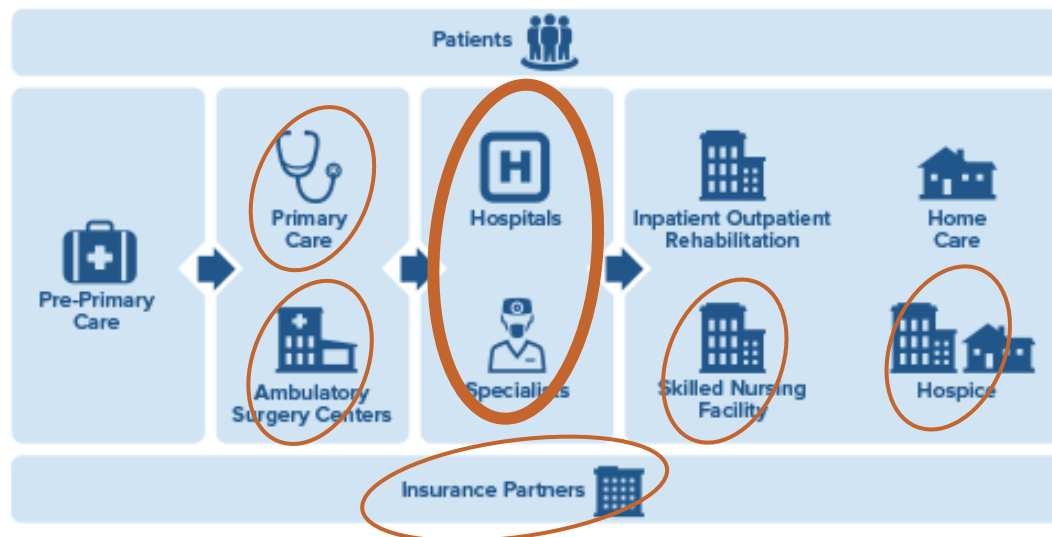 Patients
Pre-Primary
Care
Primary
Care
Ambulatory
Surgery Centers
H
Hospitals
Specialists
Inpatient Outpatient
Rehabilitation
Home
Care
Skilled Nursing
Facility
Hospice
Insurance Partners